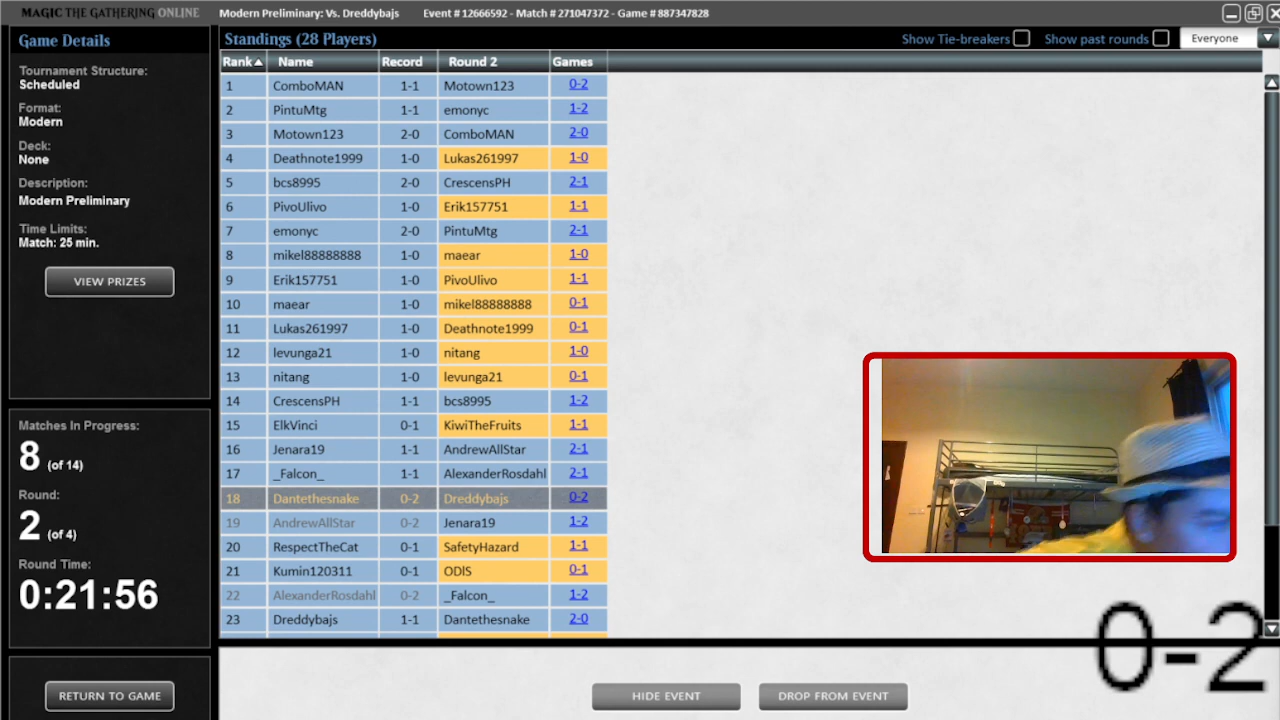 MAGIC THE GATHERING ONLINE
Modern Preliminary: Vs. Dreddybajs Event # 12666592 - Match # 271047372 - Game # 887347828
Game Details
Tournament Structure:
Scheduled
Format:
Modern
Deck:
None
Description:
Modern Preliminary
Time Limits:
Match: 25 min.
VIEW PRIZES
Matches In Progress:
8 (of 14)
Round:
2 (of 4)
Round Time:
0:21:56
RETURN TO GAME
Standings (28 Players) Show Tie-breakers Show past rounds Everyone
Rank Name Record Round 2 Games
1 ComboMAN 1-1 Motown123 0-2
2 PintuMtg 1-1 emonyc 1-2
3 Motown123 2-0 ComboMAN 2-0
4 Deathnote1999 1-0 Lukas261997 1-0
5 bcs8995 2-0 CrescensPH 2-1
6 PivoUlivo 1-0 Erik157751 1-1
7 emonyc 2-0 PintuMtg 2-1
8 mikel88888888 1-0 maear 1-0
9 Erik157751 1-0 PivoUlivo 1-1
10 maear 1-0 mikel88888888 0-1
11 Lukas261997 1-0 Deathnote1999 0-1
12 levunga21 1-0 nitang 1-0
13 nitang 1-0 levunga21 0-1
14 CrescensPH 1-1 bcs8995 1-2
15 ElkVinci 0-1 KiwiTheFruits 1-1
16 Jenara19 1-1 AndrewAllStar 2-1
17 _Falcon_ 1-1 AlexanderRosdahl 2-1
18 Dantethesnake 0-2 Dreddybajs 0-2
19 AndrewAllStar 0-2 Jenara19 1-2
20 RespectTheCat 0-1 SafetyHazard 1-1
21 Kumin120311 0-1 ODlS 0-1
22 AlexanderRosdahl 0-2 _Falcon_ 1-2
23 Dreddybajs 1-1 Dantethesnake 2-0
0-2
HIDE EVENT DROP FROM EVENT